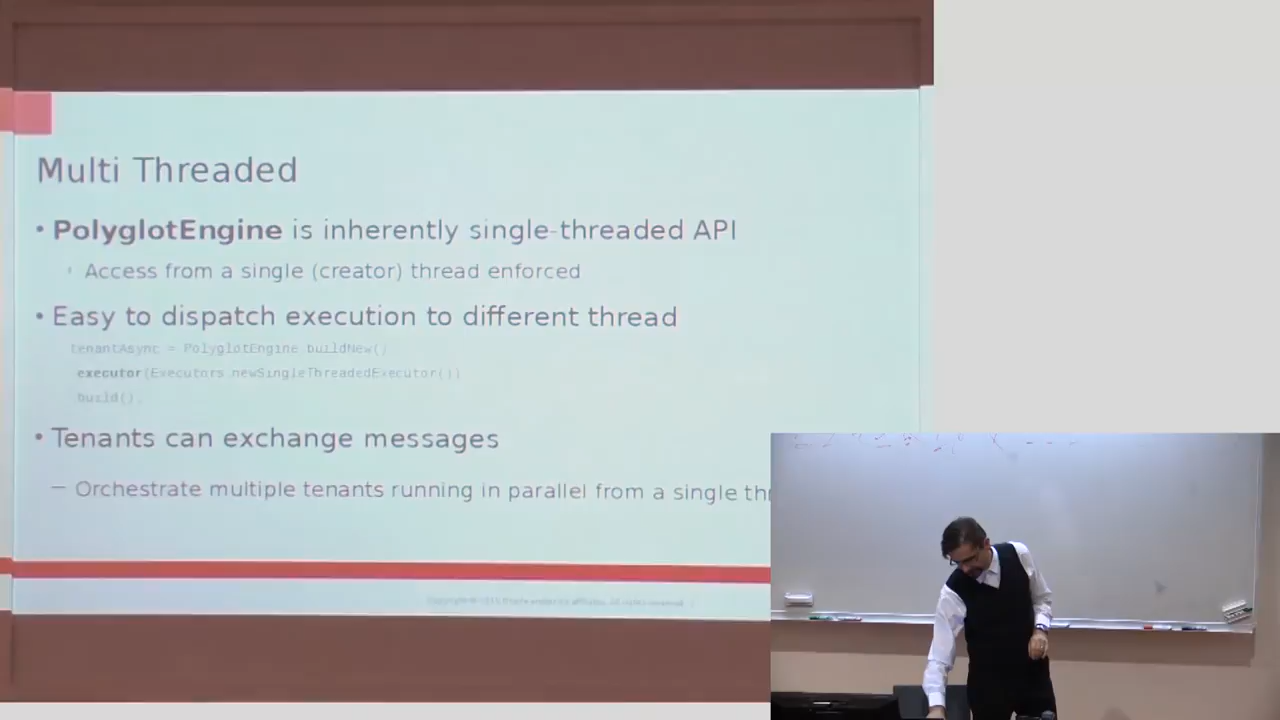 Multi Threaded
• PolyglotEngine is inherently single-threaded API
Access from a single (creator) thread enforced
• Easy to dispatch execution to different thread
tenantAsync = PolyglotEngine.buildNew()
executor(Executors.newSingleThreadedExecutor())
build().
• Tenants can exchange messages
– Orchestrate multiple tenants running in parallel from a single